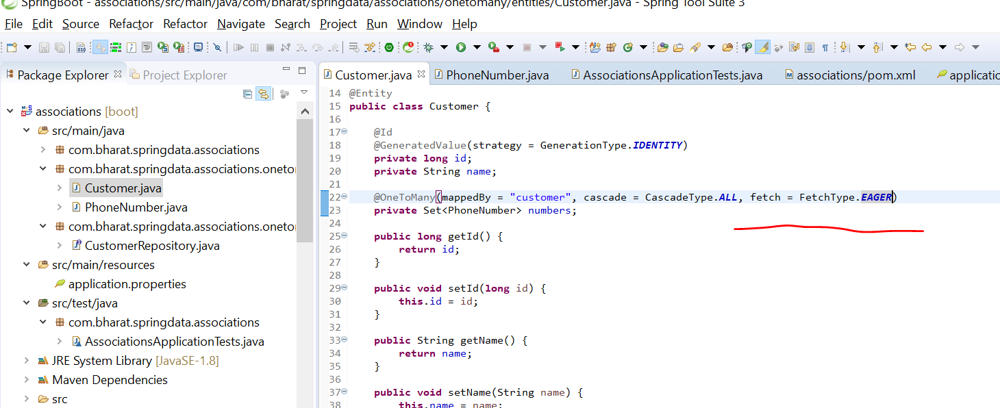 SpringBoot - associations/src/main/java/com/bharat/springdata/associations/onetomany/entities/Customer.java - Spring Tool Suite 3
File Edit Source Refactor Refactor Navigate Search Project Run Window Help
Package Explorer Project Explorer
associations [boot]
src/main/java
com.bharat.springdata.associations
com.bharat.springdata.associations.oneto
Customer.java
PhoneNumber.java
com.bharat.springdata.associations.oneto
CustomerRepository.java
src/main/resources
application.properties
src/test/java
com.bharat.springdata.associations
AssociationsApplicationTests.java
JRE System Library [JavaSE-1.8]
Maven Dependencies
src
Customer.java PhoneNumber.java AssociationsApplicationTests.java associations/pom.xml applicatio
14 @Entity
15 public class Customer {
16
17 @Id
18 @GeneratedValue(strategy = GenerationType.IDENTITY)
19 private long id;
20 private String name;
21
22 @OneToMany(mappedBy = "customer", cascade = CascadeType.ALL, fetch = FetchType.EAGER)
23 private Set<PhoneNumber> numbers;
24
25 public long getId() {
26 return id;
27 }
28
29 public void setId(long id) {
30 this.id = id;
31 }
32
33 public String getName() {
34 return name;
35 }
36
37 public void setName(String name) {
38 this.name = name;